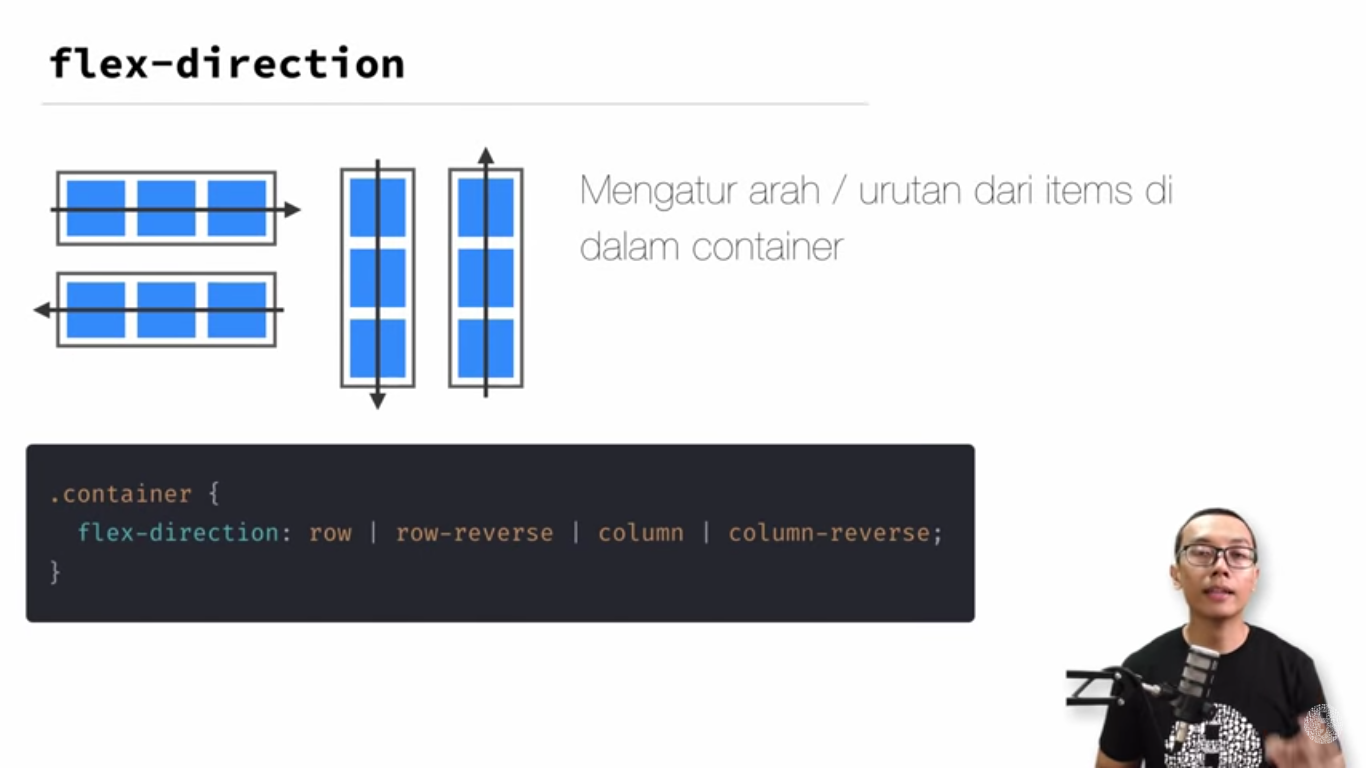 flex-direction
Mengatur arah / urutan dari items di
dalam container
.container {
flex-direction: row | row-reverse | column | column-reverse;
}